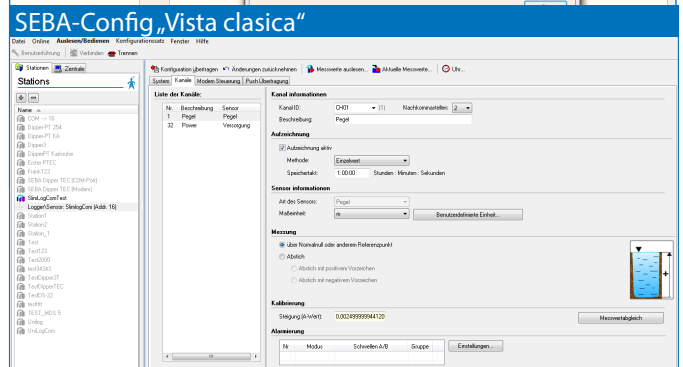 SEBA-Config „Vista clasica“
Datei Online Auslesen/Bedienen Konfigurationssatz Fenster Hilfe
Benutzerführung Verbinden Trennen
Stationen Zentrale
Stations
Name
COM -> 16
DipperPT 254
Dipper-PT KA
Dipper3
DipperPT Karlsruhe
Erster PTEC
Frank123
SEBA Dipper TEC (COM-Port)
SEBA Dipper TEC (Modem)
SlimLogComTest
Logger\Sensor: SlimlogCom (Addr. 16)
Station1
Station2
Station_1
Test
Test123
Test2000
test34343
TestDipper3T
TestDipperTEC
TestDS-22
testttt
TEST_MDS 5
Unilog
UniLogCom
Konfiguration übertragen Änderungen zurücknehmen Messwerte auslesen... Aktuelle Messwerte... Uhr...
System Kanäle Modem Steuerung Push Übertragung
Liste der Kanäle:
Nr. Beschreibung Sensor
1 Pegel Pegel
32 Power Versorgung
Kanal informationen
Kanal ID: CH01 (1) Nachkommastellen: 2
Beschreibung: Pegel
Aufzeichnung
Aufzeichnung aktiv
Methode: Einzelwert
Speichertakt: 1:00:00 Stunden : Minuten : Sekunden
Sensor informationen
Art des Sensors: Pegel
Maßeinheit: m Benutzerdefinierte Einheit...
Messung
über Normalnull oder anderem Referenzpunkt
Abstich
Abstich mit positivem Vorzeichen
Abstich mit negativem Vorzeichen
Kalibrierung
Steigung (A-Wert): 0,002499999944120 Messwertabgleich
Alarmierung
Nr Modus Schwellen A/B Gruppe Einstellungen...